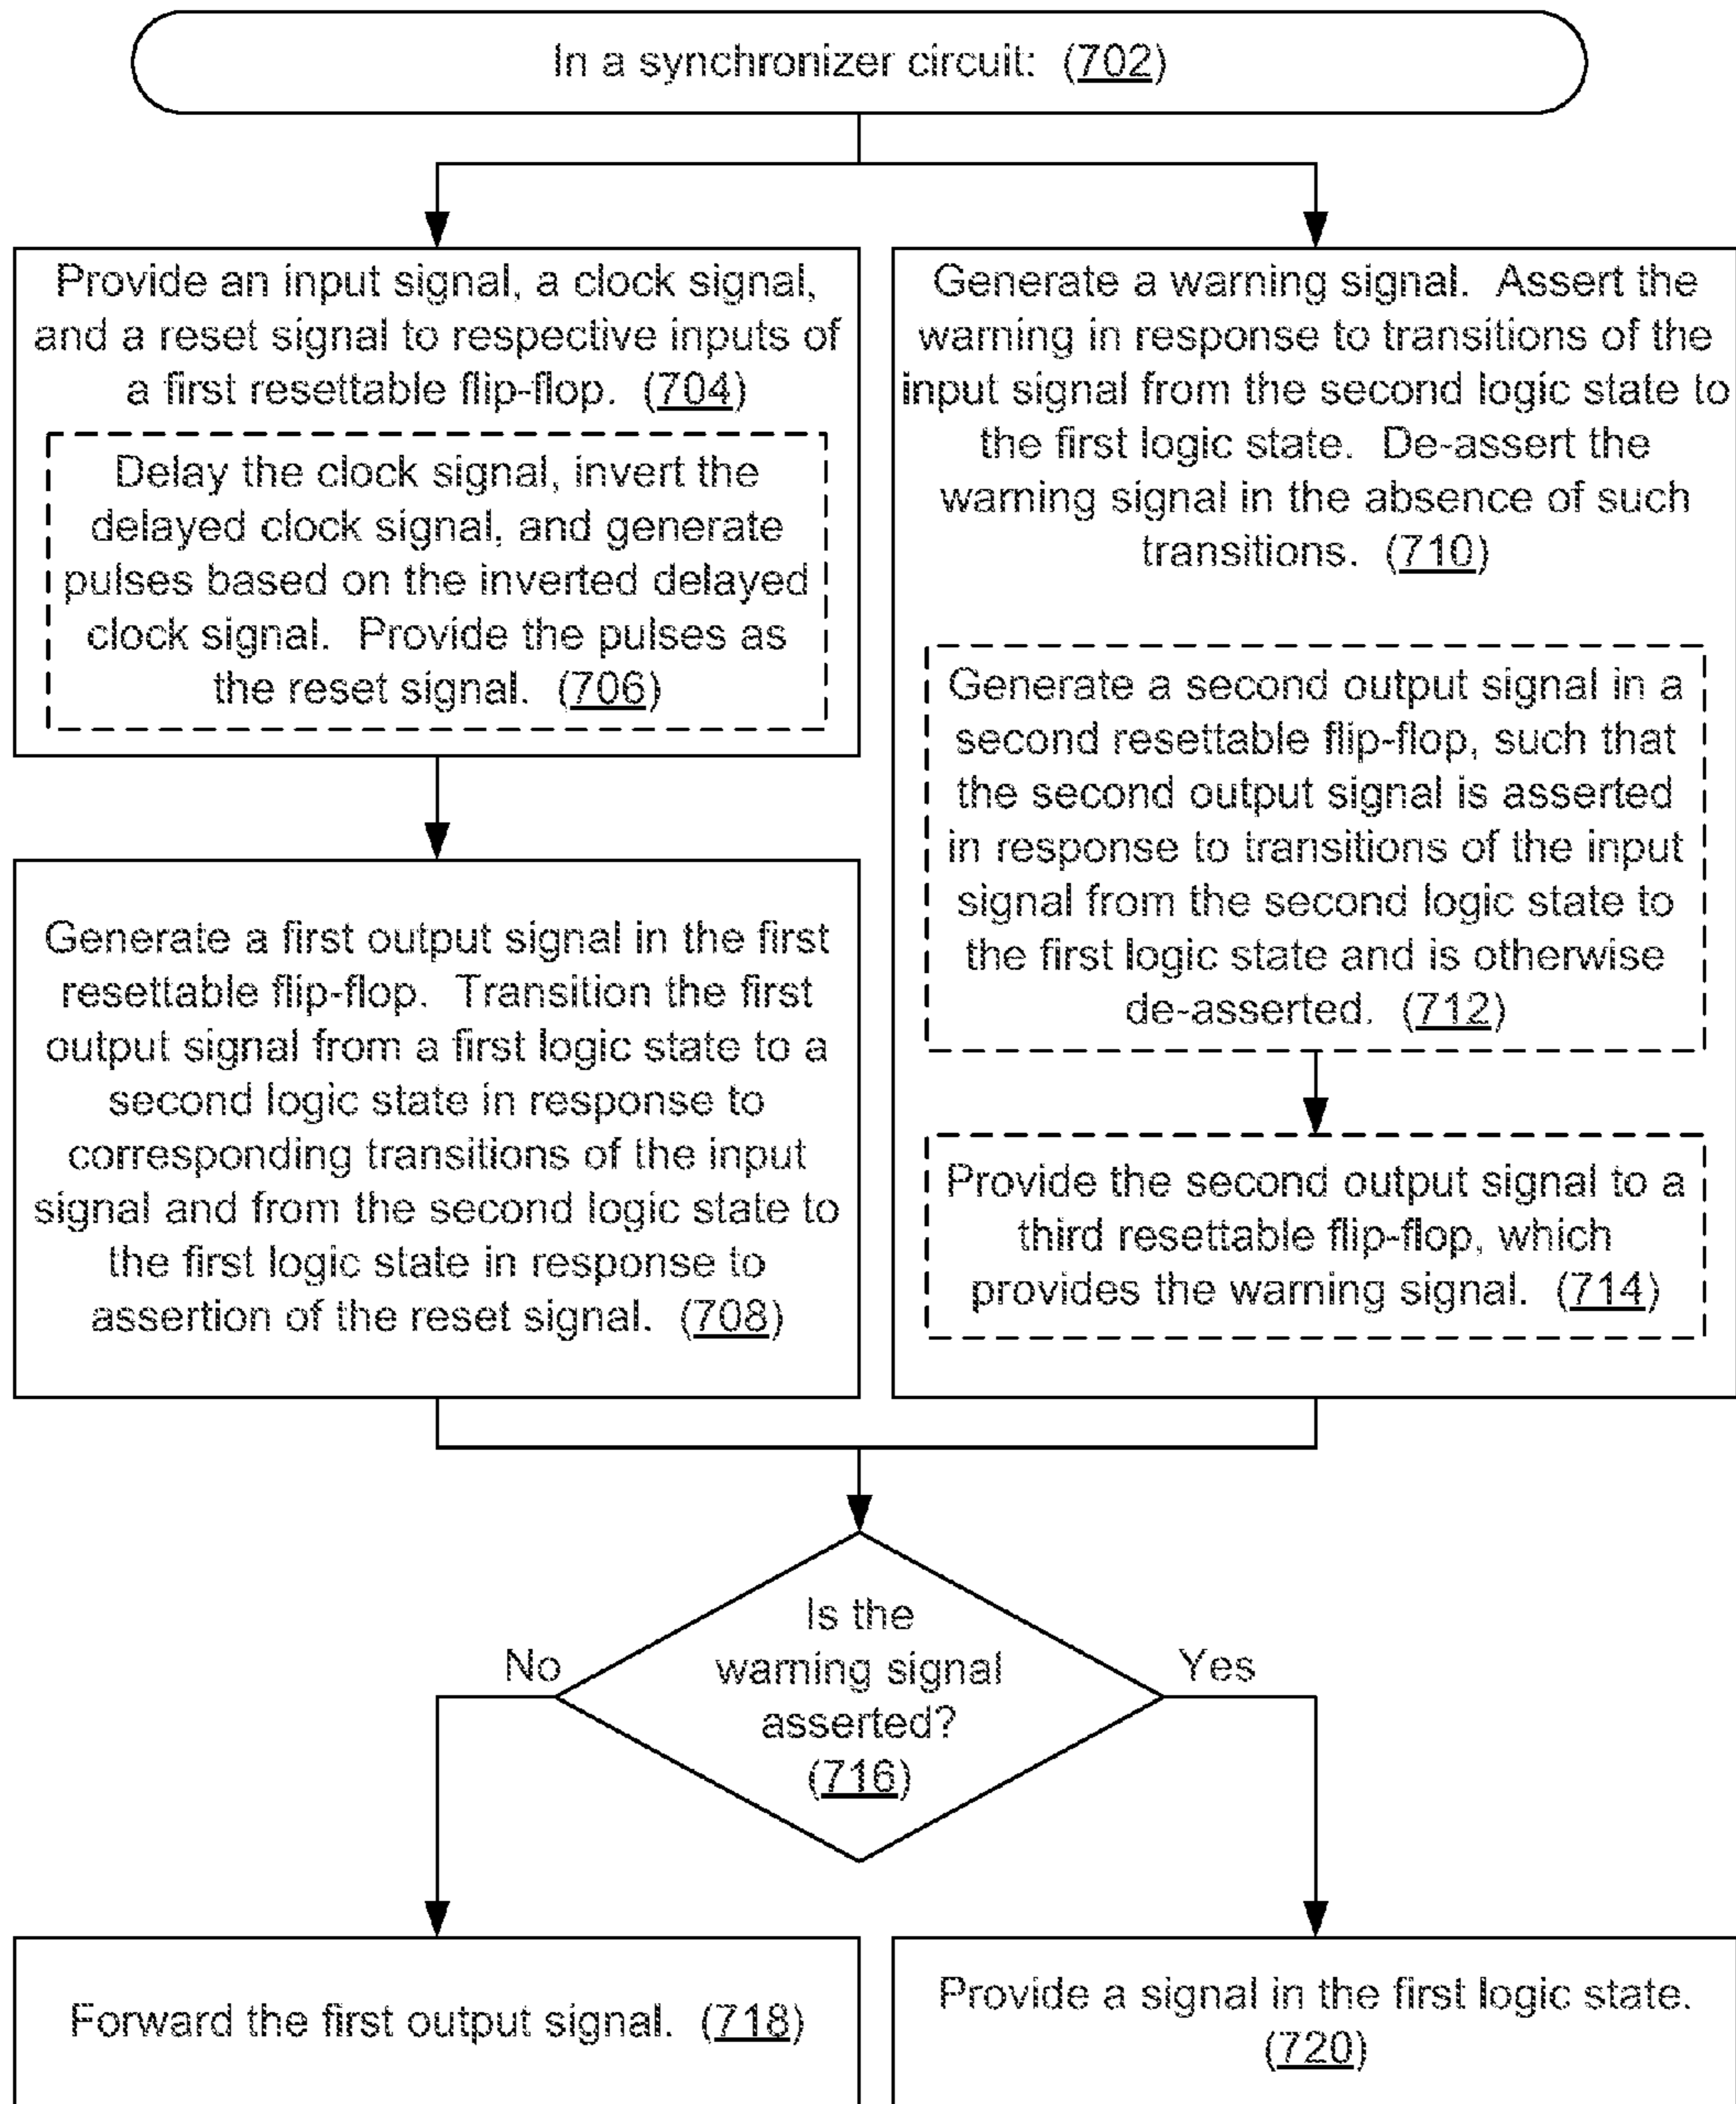 In a synchronizer circuit: (702)
Provide an input signal, a clock signal,
and a reset signal to respective inputs of
a first resettable flip-flop. (704)
Delay the clock signal, invert the
delayed clock signal, and generate
pulses based on the inverted delayed
clock signal. Provide the pulses as
the reset signal. (706)
Generate a first output signal in the first
resettable flip-flop. Transition the first
output signal from a first logic state to a
second logic state in response to
corresponding transitions of the input
signal and from the second logic state to
the first logic state in response to
assertion of the reset signal. (708)
Generate a warning signal. Assert the
warning in response to transitions of the
input signal from the second logic state to
the first logic state. De-assert the
warning signal in the absence of such
transitions. (710)
Generate a second output signal in a
second resettable flip-flop, such that
the second output signal is asserted
in response to transitions of the input
signal from the second logic state to
the first logic state and is otherwise
de-asserted. (712)
Provide the second output signal to a
third resettable flip-flop, which
provides the warning signal. (714)
Is the
warning signal
asserted?
(716)
No
Yes
Forward the first output signal. (718)
Provide a signal in the first logic state.
(720)